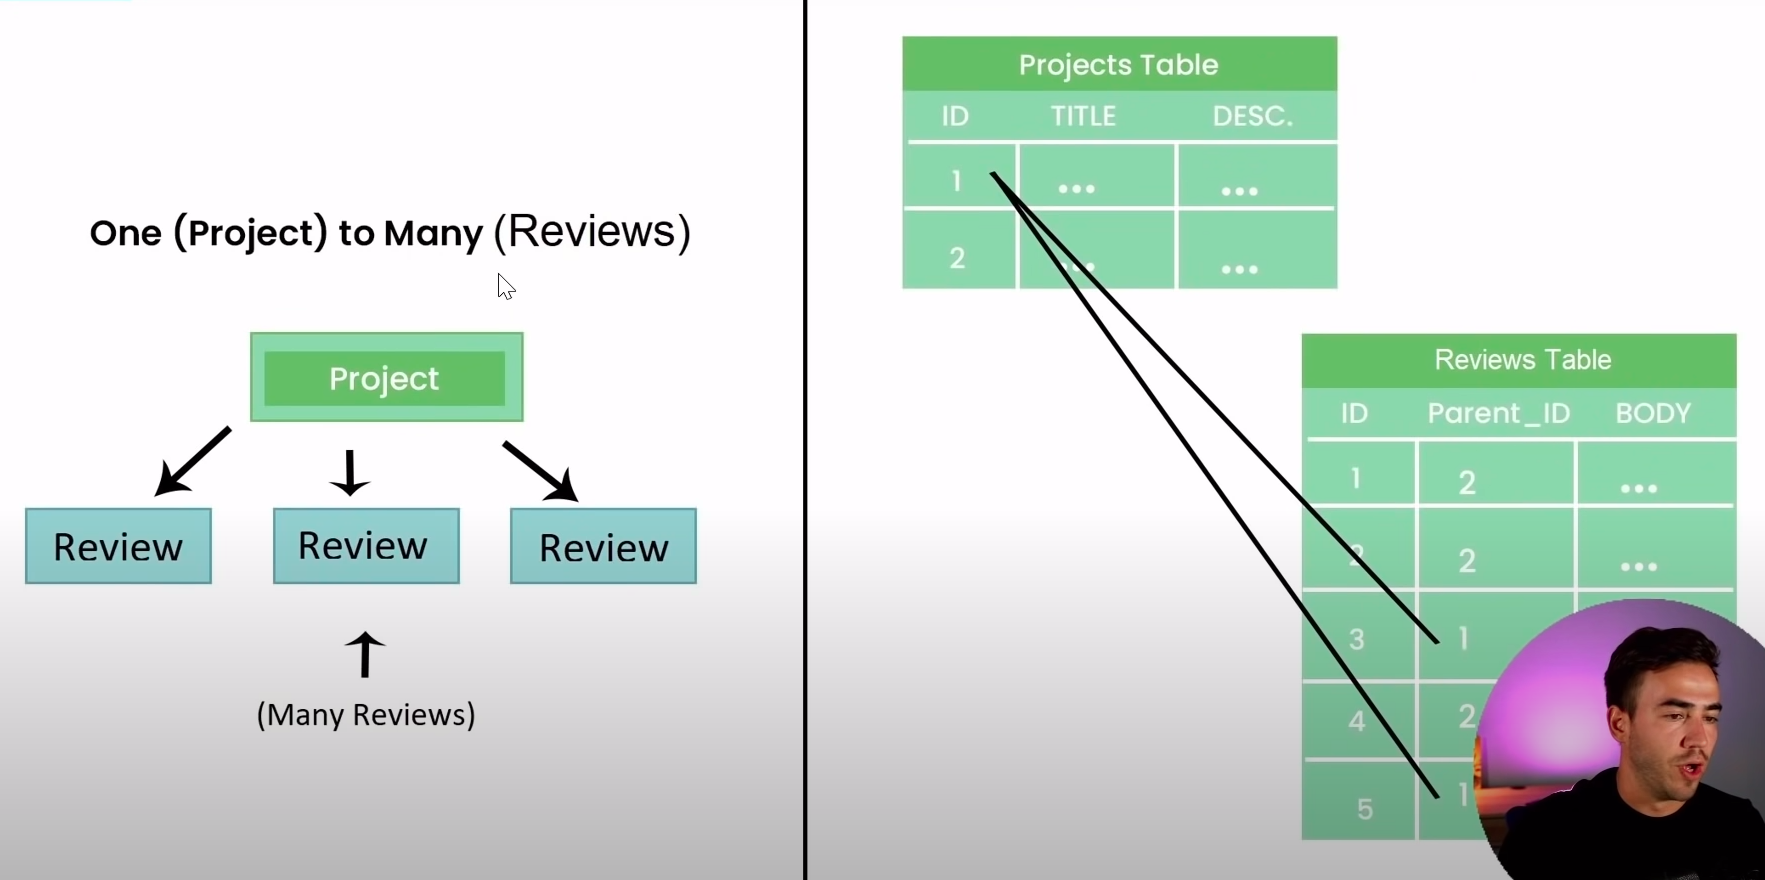 One (Project) to Many (Reviews)
Project
Review Review Review
(Many Reviews)
Projects Table
ID TITLE DESC.
1 ... ...
2 ... ...
Reviews Table
ID Parent_ID BODY
1 2 ...
2 2 ...
3 1
4 2
5 1